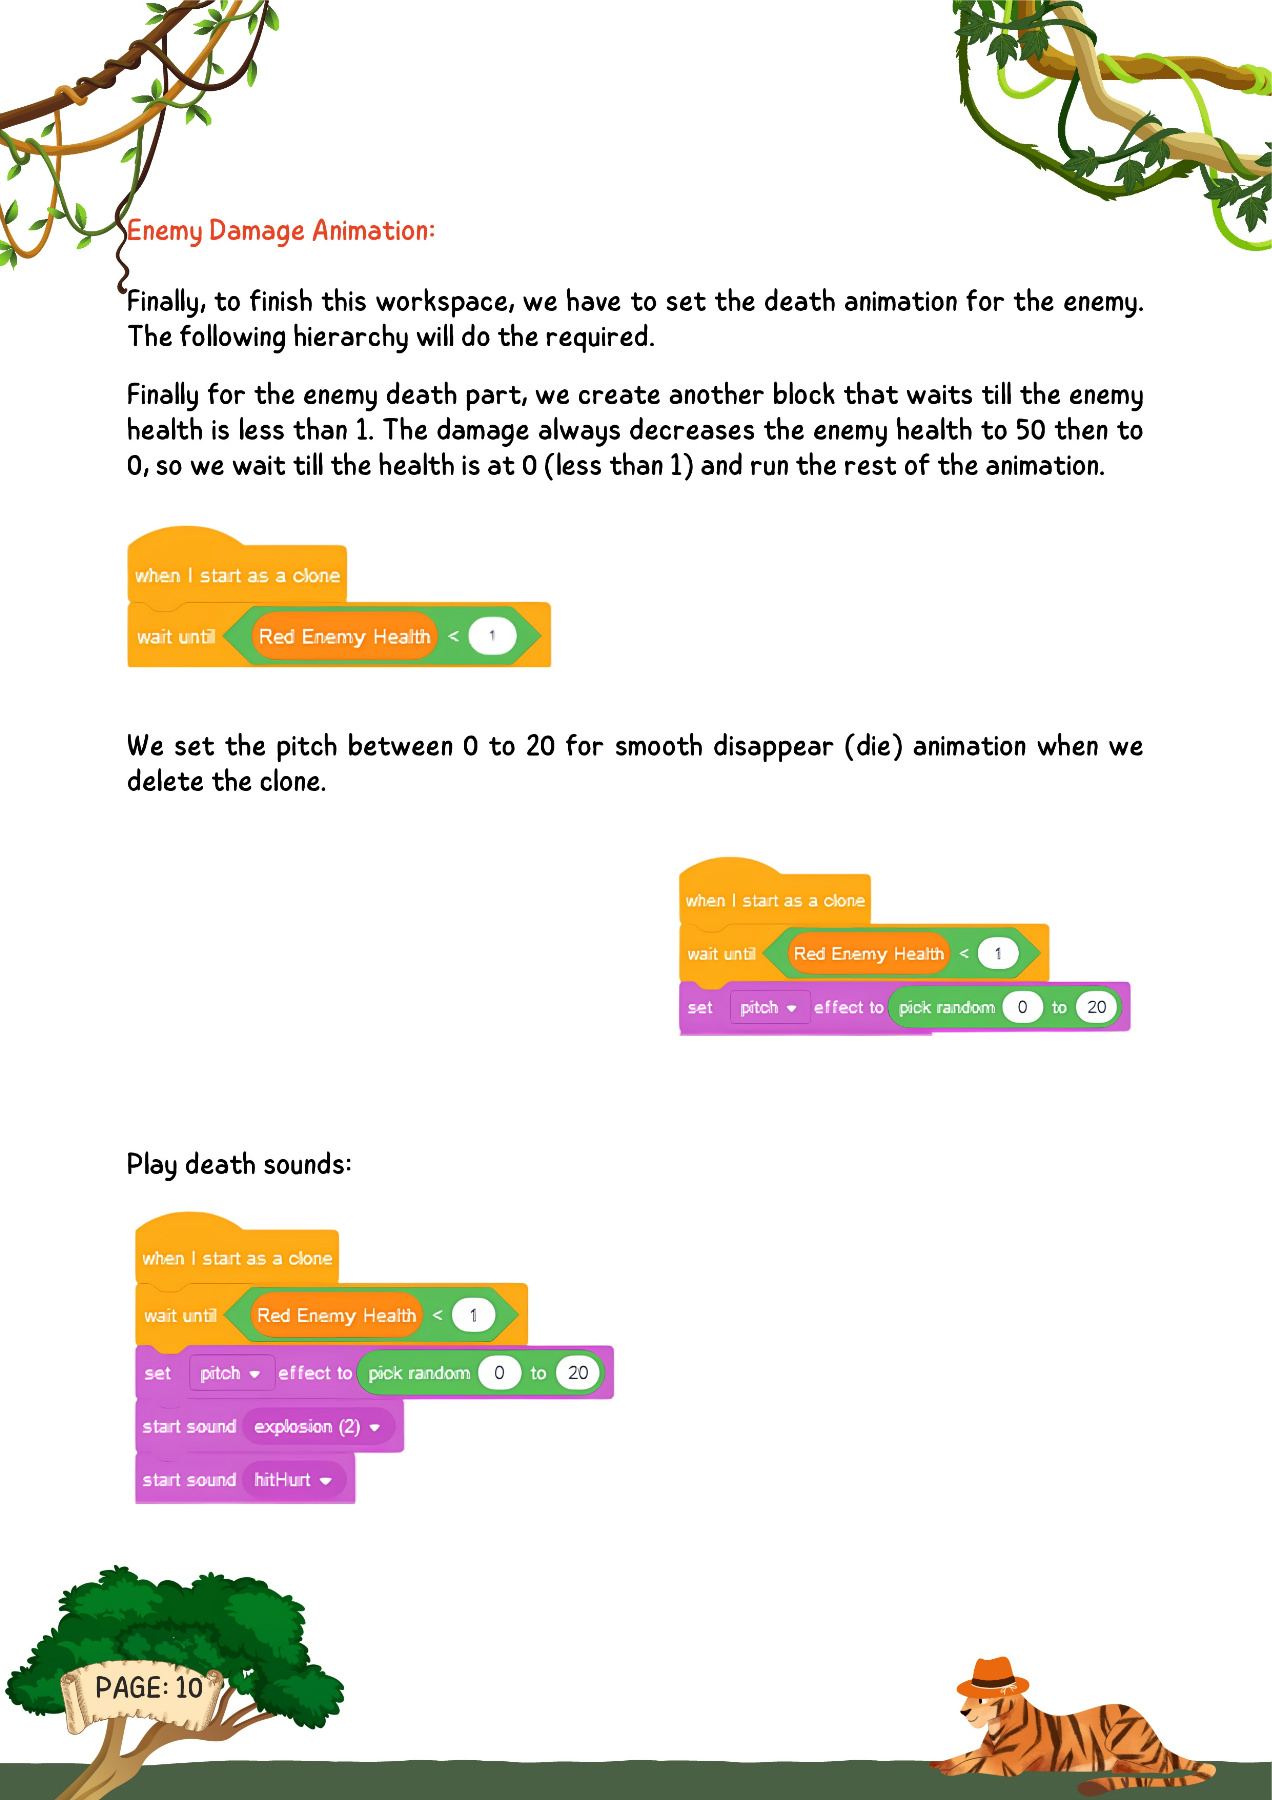 Enemy Damage Animation:
Finally, to finish this workspace, we have to set the death animation for the enemy.
The following hierarchy will do the required.
Finally for the enemy death part, we create another block that waits till the enemy
health is less than 1. The damage always decreases the enemy health to 50 then to
0, so we wait till the health is at 0 (less than 1) and run the rest of the animation.
when I start as a clone
wait until Red Enemy Health < 1
We set the pitch between 0 to 20 for smooth disappear (die) animation when we
delete the clone.
when I start as a clone
wait until Red Enemy Health < 1
set pitch effect to pick random 0 to 20
Play death sounds:
when I start as a clone
wait until Red Enemy Health < 1
set pitch effect to pick random 0 to 20
start sound explosion (2)
start sound hitHurt
PAGE: 10